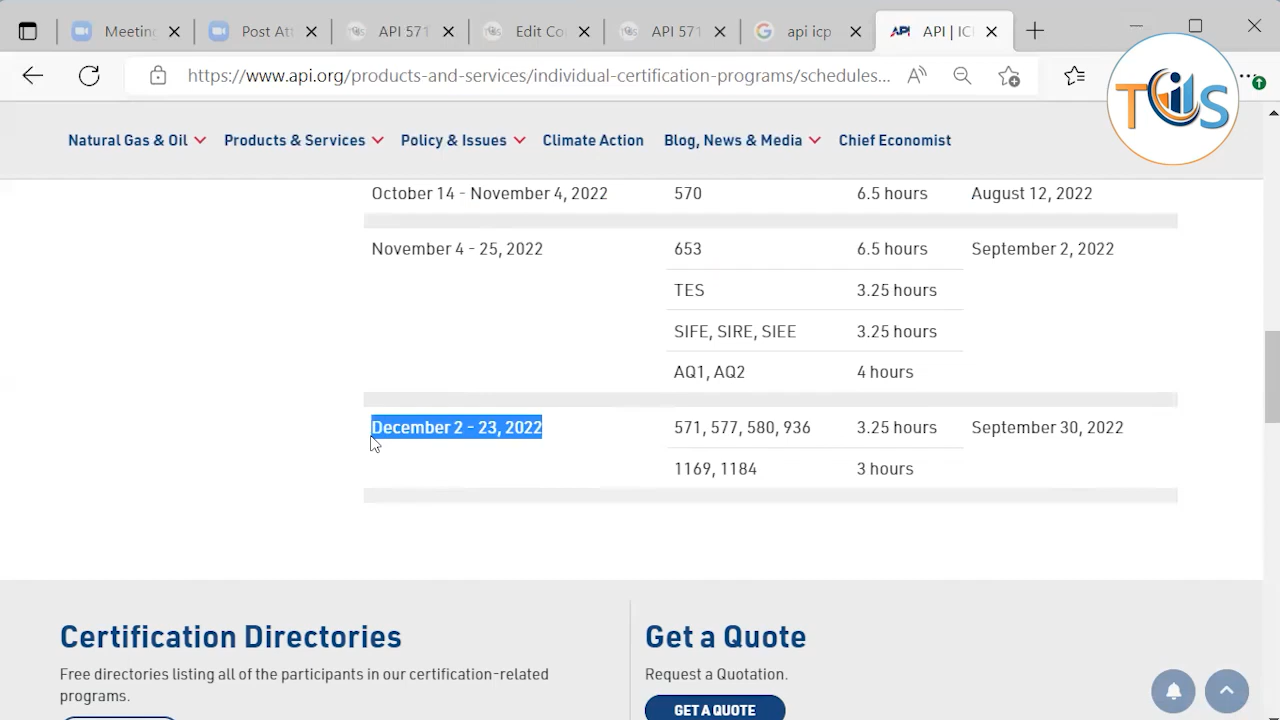 Meetin
Post At
API 571
Edit Co
API 571
api icp
API
API | IC
https://www.api.org/products-and-services/individual-certification-programs/schedules...
TIS
Natural Gas & Oil
Products & Services
Policy & Issues
Climate Action
Blog, News & Media
Chief Economist
October 14 - November 4, 2022 570 6.5 hours August 12, 2022
November 4 - 25, 2022 653 6.5 hours September 2, 2022
TES 3.25 hours
SIFE, SIRE, SIEE 3.25 hours
AQ1, AQ2 4 hours
December 2 - 23, 2022 571, 577, 580, 936 3.25 hours September 30, 2022
1169, 1184 3 hours
Certification Directories
Free directories listing all of the participants in our certification-related
programs.
Get a Quote
Request a Quotation.
GET A QUOTE